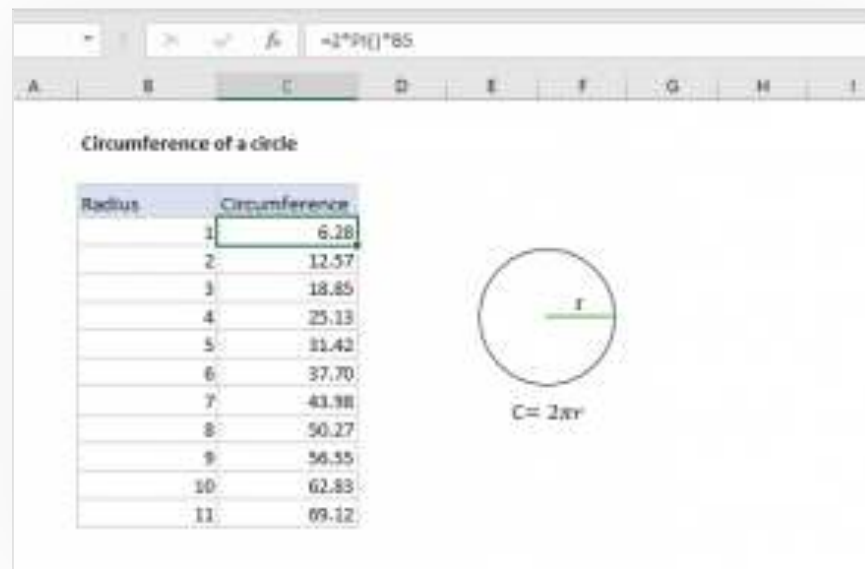 fx =2*PI()*B5
A B C D E F G H I
Circumference of a circle
Radius Circumference
1 6.28
2 12.57
3 18.85
4 25.13
5 31.42
6 37.70
7 43.98
8 50.27
9 56.55
10 62.83
11 69.12
r
C= 2πr